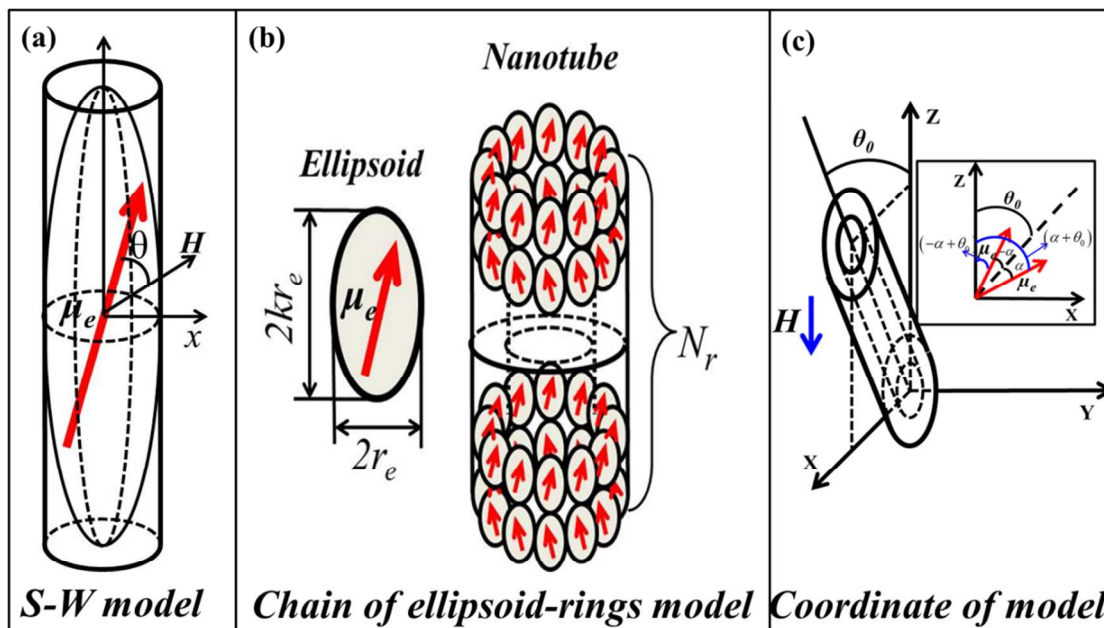 (a)
θ
H
μe
x
S-W model
(b)
Nanotube
Ellipsoid
2kre
μe
2re
Nr
Chain of ellipsoid-rings model
(c)
Z
θ0
H
Y
X
Z
θ0
(-α+θ0
(α+θ0)
μe -α
α
μe
X
Coordinate of model